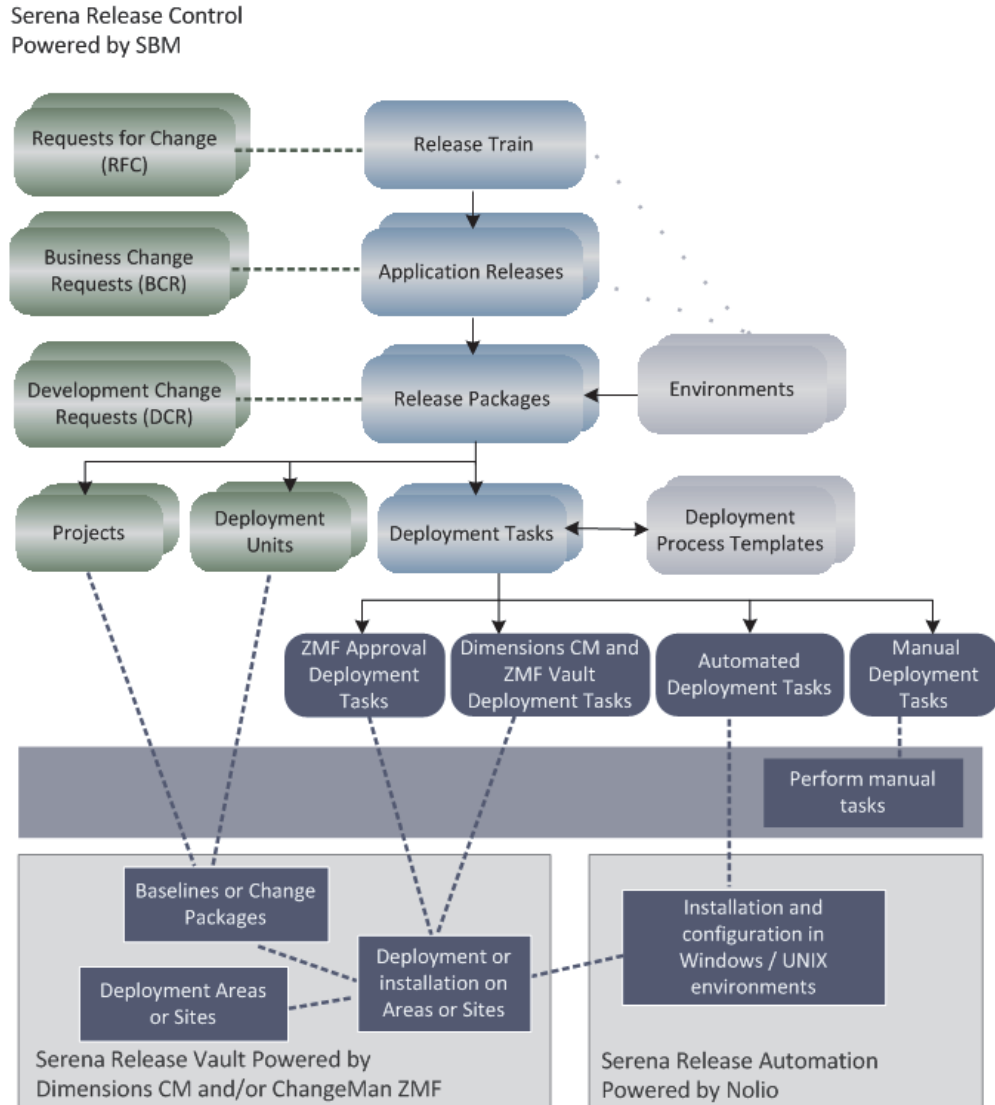 Serena Release Control
Powered by SBM
Requests for Change
(RFC)
Release Train
Business Change
Requests (BCR)
Application Releases
Development Change
Requests (DCR)
Release Packages
Environments
Projects
Deployment
Units
Deployment Tasks
Deployment
Process Templates
ZMF Approval
Deployment
Tasks
Dimensions CM and
ZMF Vault
Deployment Tasks
Automated
Deployment Tasks
Manual
Deployment
Tasks
Perform manual
tasks
Baselines or Change
Packages
Deployment Areas
or Sites
Deployment or
installation on
Areas or Sites
Installation and
configuration in
Windows / UNIX
environments
Serena Release Vault Powered by
Dimensions CM and/or ChangeMan ZMF
Serena Release Automation
Powered by Nolio